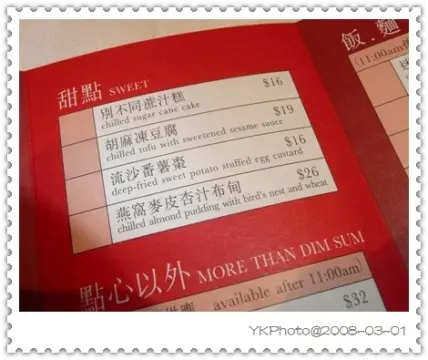 甜點 SWEET
別不同蔗汁糕 $16
chilled sugar cane cake
胡麻凍豆腐 $19
chilled tofu with sweetened sesame sauce
流沙番薯棗 $16
deep-fried sweet potato stuffed egg custard
燕窩麥皮杏汁布甸 $26
chilled almond pudding with bird's nest and wheat
點心以外 MORE THAN DIM SUM
available after 11:00am)
$32
飯.麵
(11:00am
YKPhoto@2008-03-01